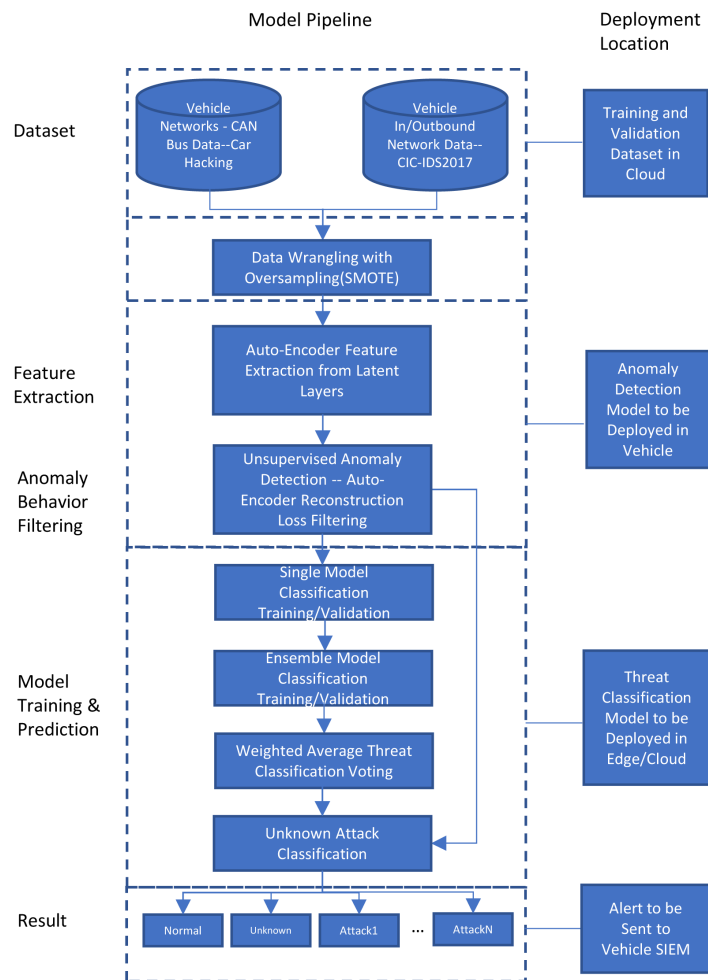 Model Pipeline
Deployment
Location
Dataset
Vehicle
Networks - CAN
Bus Data--Car
Hacking
Vehicle
In/Outbound
Network Data--
CIC-IDS2017
Training and
Validation
Dataset in
Cloud
Data Wrangling with
Oversampling(SMOTE)
Feature
Extraction
Auto-Encoder Feature
Extraction from Latent
Layers
Anomaly
Detection
Model to be
Deployed in
Vehicle
Anomaly
Behavior
Filtering
Unsupervised Anomaly
Detection -- Auto-
Encoder Reconstruction
Loss Filtering
Single Model
Classification
Training/Validation
Ensemble Model
Classification
Training/Validation
Model
Training &
Prediction
Threat
Classification
Model to be
Deployed in
Edge/Cloud
Weighted Average Threat
Classification Voting
Unknown Attack
Classification
Result
Normal
Unknown
Attack1
...
AttackN
Alert to be
Sent to
Vehicle SIEM